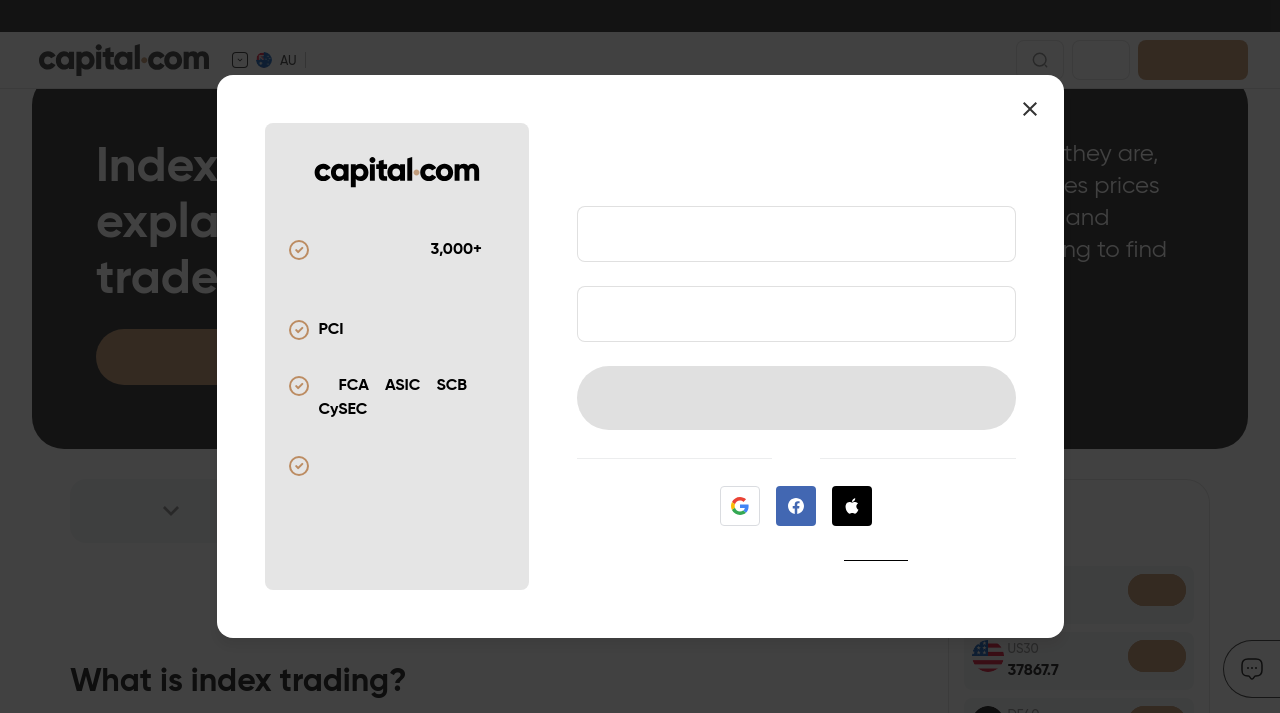 capital.com
AU
Index
expla
trade
they are,
es prices
and
ng to find
capital.com
3,000+
PCI
FCA ASIC SCB
CySEC
US30
37867.7
What is index trading?